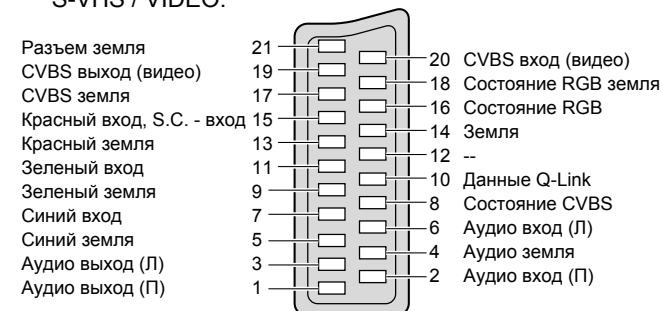 S-VHS / VIDEO.
Разъем земля 21
CVBS выход (видео) 19
CVBS земля 17
Красный вход, S.C. - вход 15
Красный земля 13
Зеленый вход 11
Зеленый земля 9
Синий вход 7
Синий земля 5
Аудио выход (Л) 3
Аудио выход (П) 1
20 CVBS вход (видео)
18 Состояние RGB земля
16 Состояние RGB
14 Земля
12 --
10 Данные Q-Link
8 Состояние CVBS
6 Аудио вход (Л)
4 Аудио земля
2 Аудио вход (П)